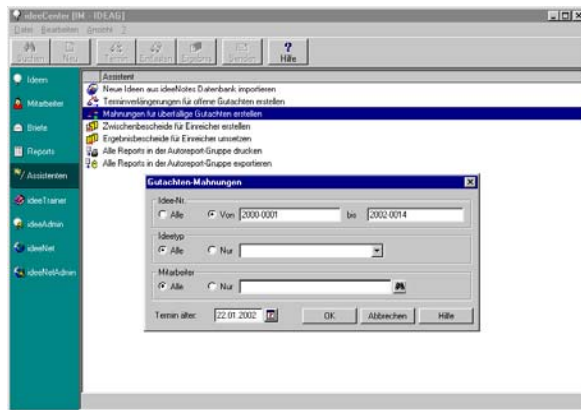 ideeCenter [IM - IDEAG]
Datei Bearbeiten Ansicht ?
Suchen Neu Termin Einladen Ergebnis Senden Hilfe
Ideen
Mitarbeiter
Briefe
Reports
Assistenten
ideeTrainer
ideeAdmin
ideeNet
ideeNetAdmin
Assistent
Neue Ideen aus ideeNotes Datenbank importieren
Terminverlängerungen für offene Gutachten erstellen
Mahnungen für überfällige Gutachten erstellen
Zwischenbescheide für Einreicher erstellen
Ergebnisbescheide für Einreicher umsetzen
Alle Reports in der Autoreport-Gruppe drucken
Alle Reports in der Autoreport-Gruppe exportieren
Gutachten-Mahnungen
Idee-Nr.
Alle Von 2000-0001 bis 2002-0014
Ideetyp
Alle Nur
Mitarbeiter
Alle Nur
Termin älter: 22.01.2002 OK Abbrechen Hilfe